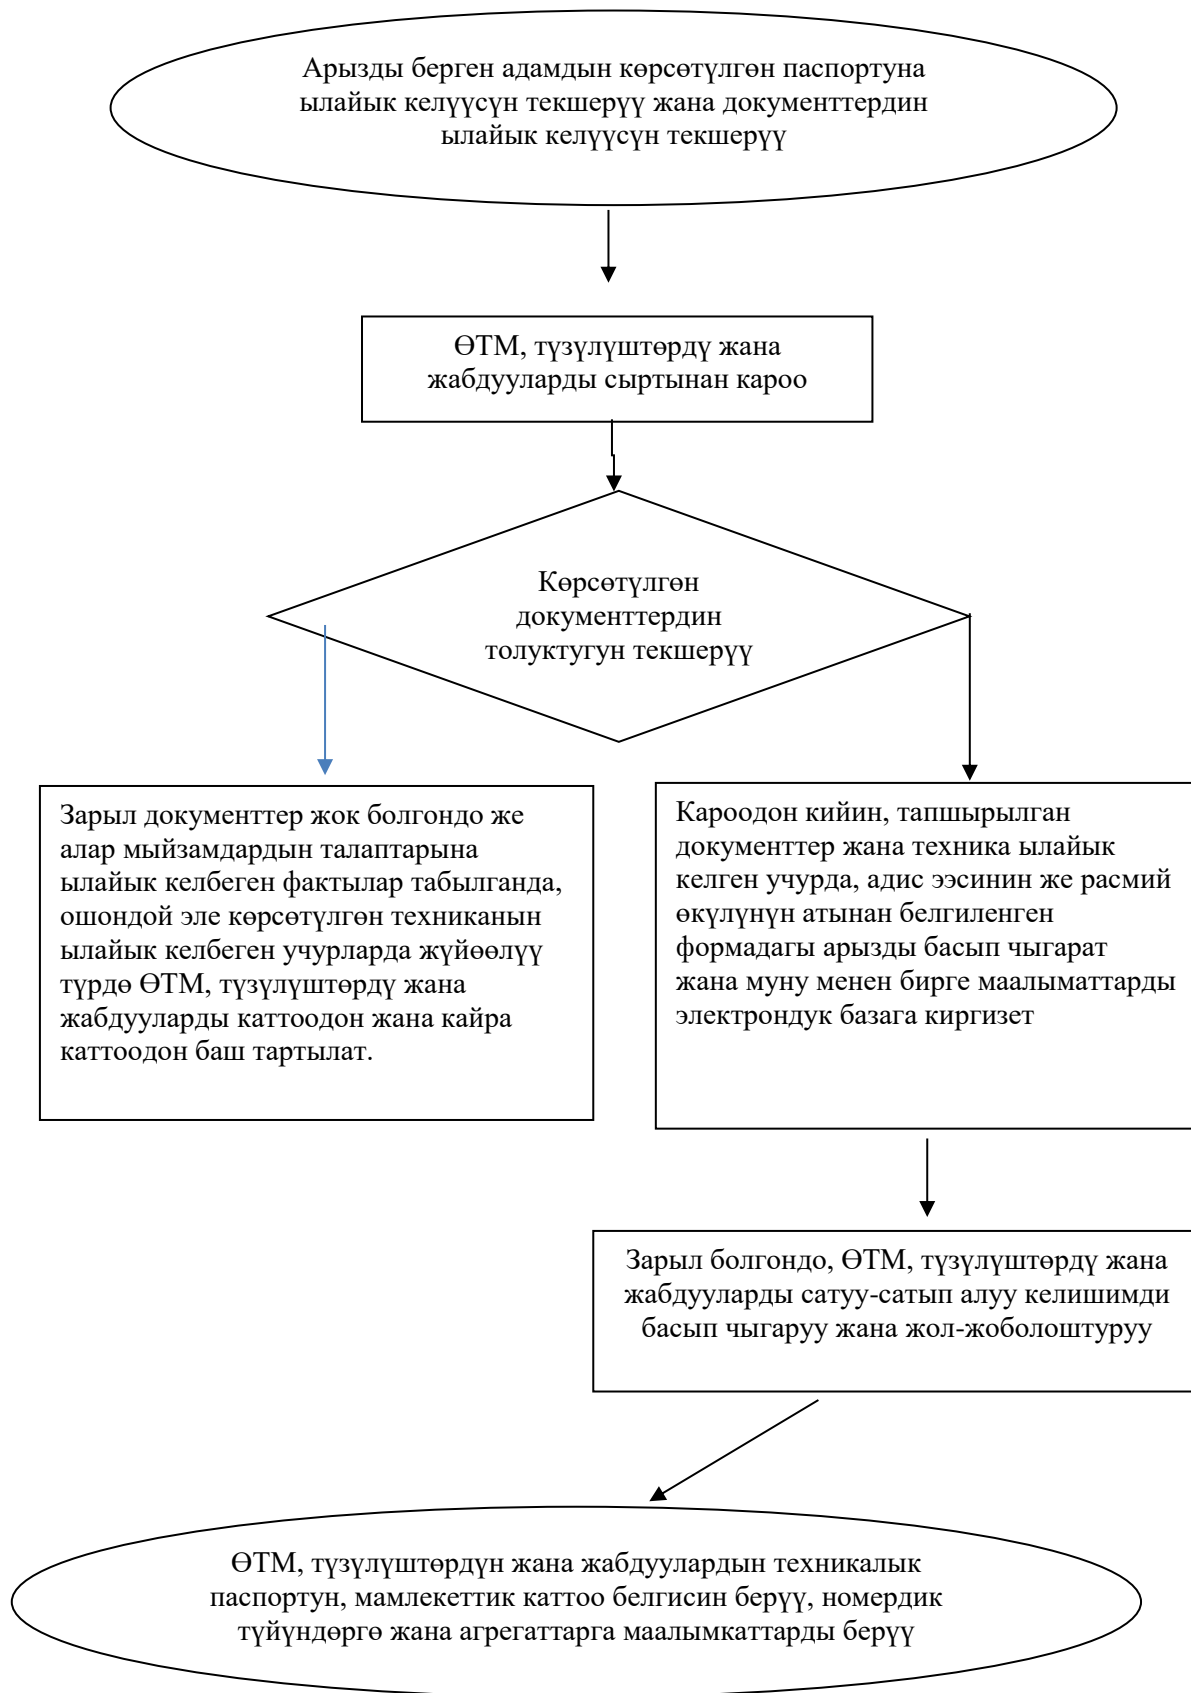 Арызды берген адамдын көрсөтүлгөн паспортуна
ылайык келүүсүн текшерүү жана документтердин
ылайык келүүсүн текшерүү
ӨТМ, түзүлүштөрдү жана
жабдууларды сыртынан кароо
Көрсөтүлгөн
документтердин
толуктугун текшерүү
Зарыл документтер жок болгондо же
алар мыйзамдардын талаптарына
ылайык келбеген фактылар табылганда,
ошондой эле көрсөтүлгөн техниканын
ылайык келбеген учурларда жүйөөлүү
түрдө ӨТМ, түзүлүштөрдү жана
жабдууларды каттоодон жана кайра
каттоодон баш тартылат.
Кароодон кийин, тапшырылган
документтер жана техника ылайык
келген учурда, адис ээсинин же расмий
өкүлүнүн атынан белгиленген
формадагы арызды басып чыгарат
жана муну менен бирге маалыматтарды
электрондук базага киргизет
Зарыл болгондо, ӨТМ, түзүлүштөрдү жана
жабдууларды сатуу-сатып алуу келишимди
басып чыгаруу жана жол-жоболоштуруу
ӨТМ, түзүлүштөрдүн жана жабдуулардын техникалык
паспортун, мамлекеттик каттоо белгисин берүү, номердик
түйүндөргө жана агрегаттарга маалымкаттарды берүү